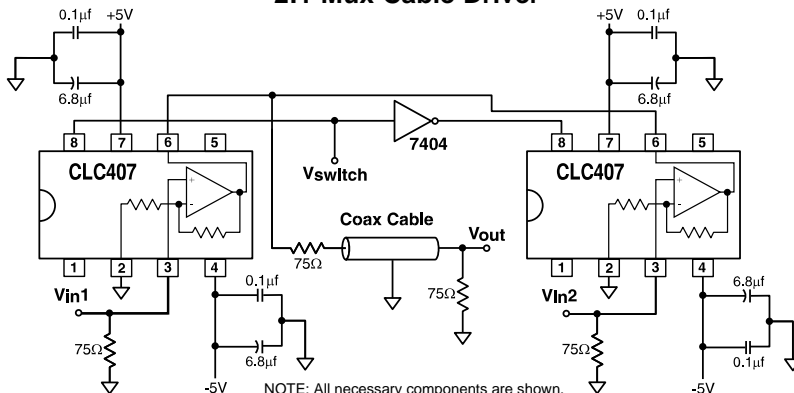 2:1 Mux Cable Driver
0.1µf
+5V
6.8µf
8
7
6
5
CLC407
+
-
1
2
3
4
Vin1
75Ω
0.1µf
6.8µf
-5V
Vswitch
7404
Coax Cable
75Ω
Vout
75Ω
+5V
0.1µf
6.8µf
8
7
6
5
CLC407
+
-
1
2
3
4
VIn2
75Ω
6.8µf
0.1µf
-5V
NOTE: All necessary components are shown.